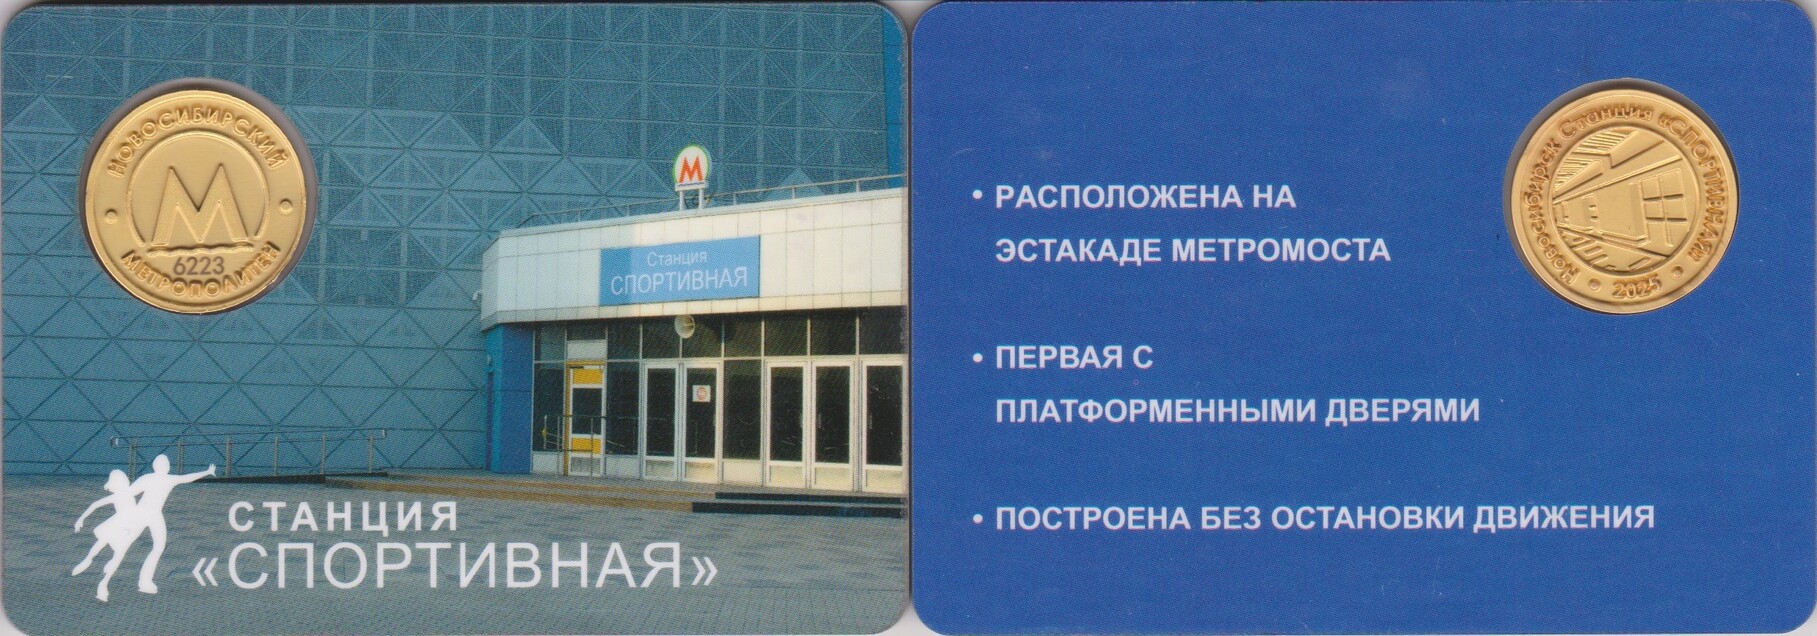 НОВОСИБИРСКИЙ
М
6223
МЕТРОПОЛИТЕН
М
Станция
СПОРТИВНАЯ
СТАНЦИЯ
«СПОРТИВНАЯ»
Новосибирск Станция «СПОРТИВНАЯ»
2025
• РАСПОЛОЖЕНА НА
ЭСТАКАДЕ МЕТРОМОСТА
• ПЕРВАЯ С
ПЛАТФОРМЕННЫМИ ДВЕРЯМИ
• ПОСТРОЕНА БЕЗ ОСТАНОВКИ ДВИЖЕНИЯ